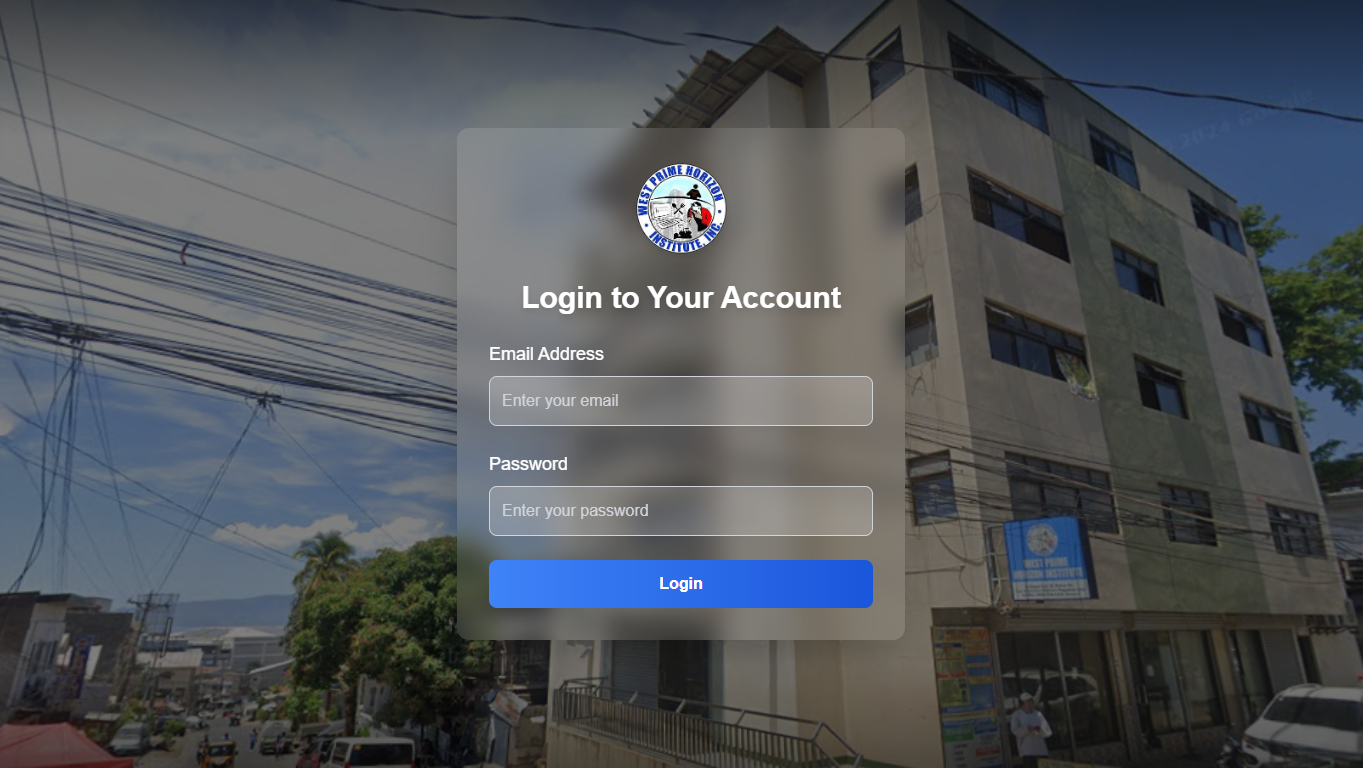 2024 Google
WEST PRIME HORIZON
INSTITUTE, INC.
Login to Your Account
Email Address
Enter your email
Password
Enter your password
Login
WEST PRIME
HORIZON INSTITUTE